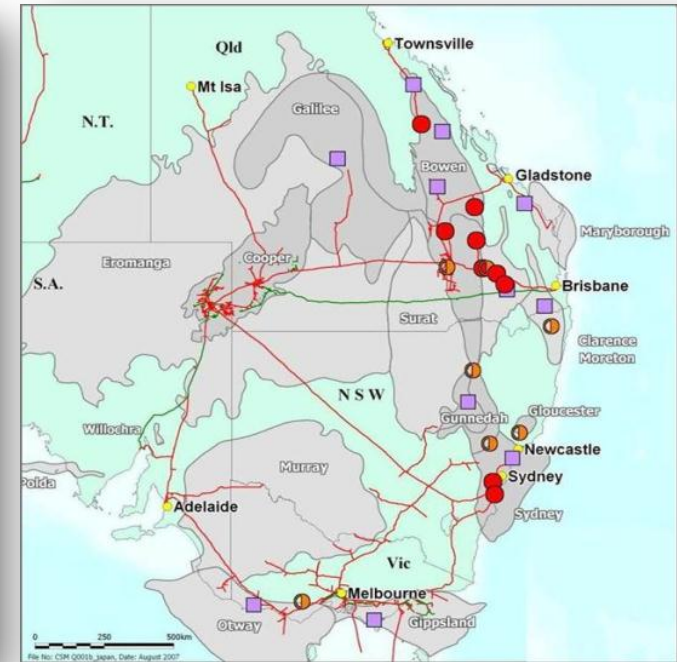 Townsville
Qld
Mt Isa
Galilee
N.T.
Bowen
Gladstone
Maryborough
Eromanga
Cooper
S.A.
Brisbane
Surat
Clarence
Moreton
N S W
Gunnedah
Gloucester
Willochra
Newcastle
Murray
Sydney
Polda
Adelaide
Sydney
Vic
Melbourne
Otway
Gippsland
0 250 500km
File No: CSM Q001b_japan, Date: August 2007